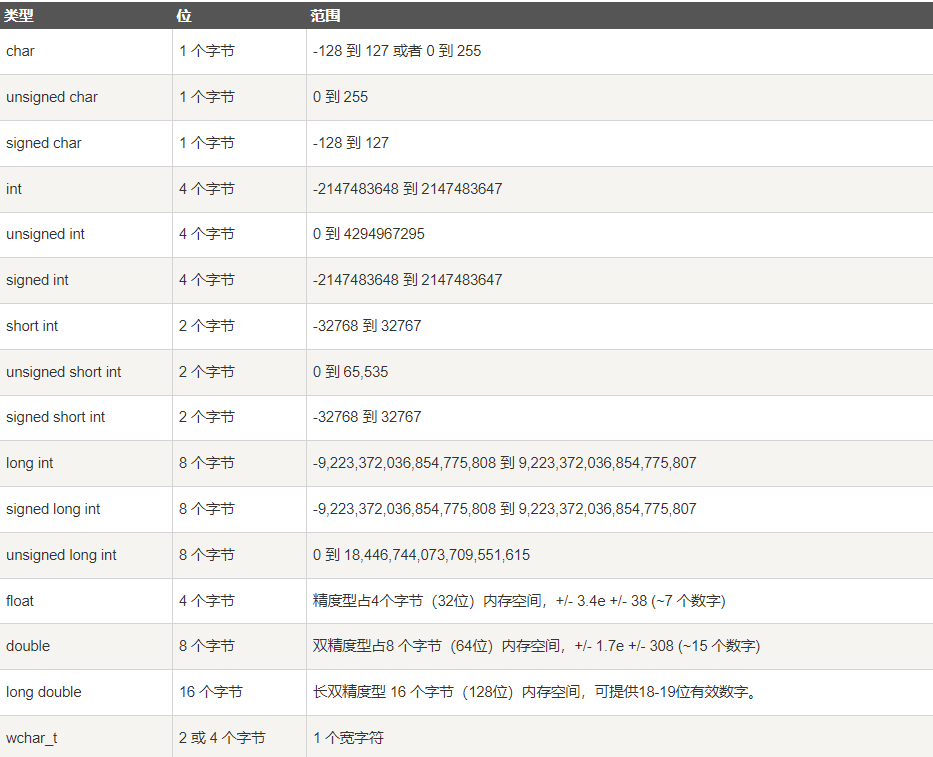 类型 位 范围
char 1 个字节 -128 到 127 或者 0 到 255
unsigned char 1 个字节 0 到 255
signed char 1 个字节 -128 到 127
int 4 个字节 -2147483648 到 2147483647
unsigned int 4 个字节 0 到 4294967295
signed int 4 个字节 -2147483648 到 2147483647
short int 2 个字节 -32768 到 32767
unsigned short int 2 个字节 0 到 65,535
signed short int 2 个字节 -32768 到 32767
long int 8 个字节 -9,223,372,036,854,775,808 到 9,223,372,036,854,775,807
signed long int 8 个字节 -9,223,372,036,854,775,808 到 9,223,372,036,854,775,807
unsigned long int 8 个字节 0 到 18,446,744,073,709,551,615
float 4 个字节 精度型占4个字节（32位）内存空间，+/- 3.4e +/- 38 (~7 个数字)
double 8 个字节 双精度型占8 个字节（64位）内存空间，+/- 1.7e +/- 308 (~15 个数字)
long double 16 个字节 长双精度型 16 个字节（128位）内存空间，可提供18-19位有效数字。
wchar_t 2 或 4 个字节 1 个宽字符